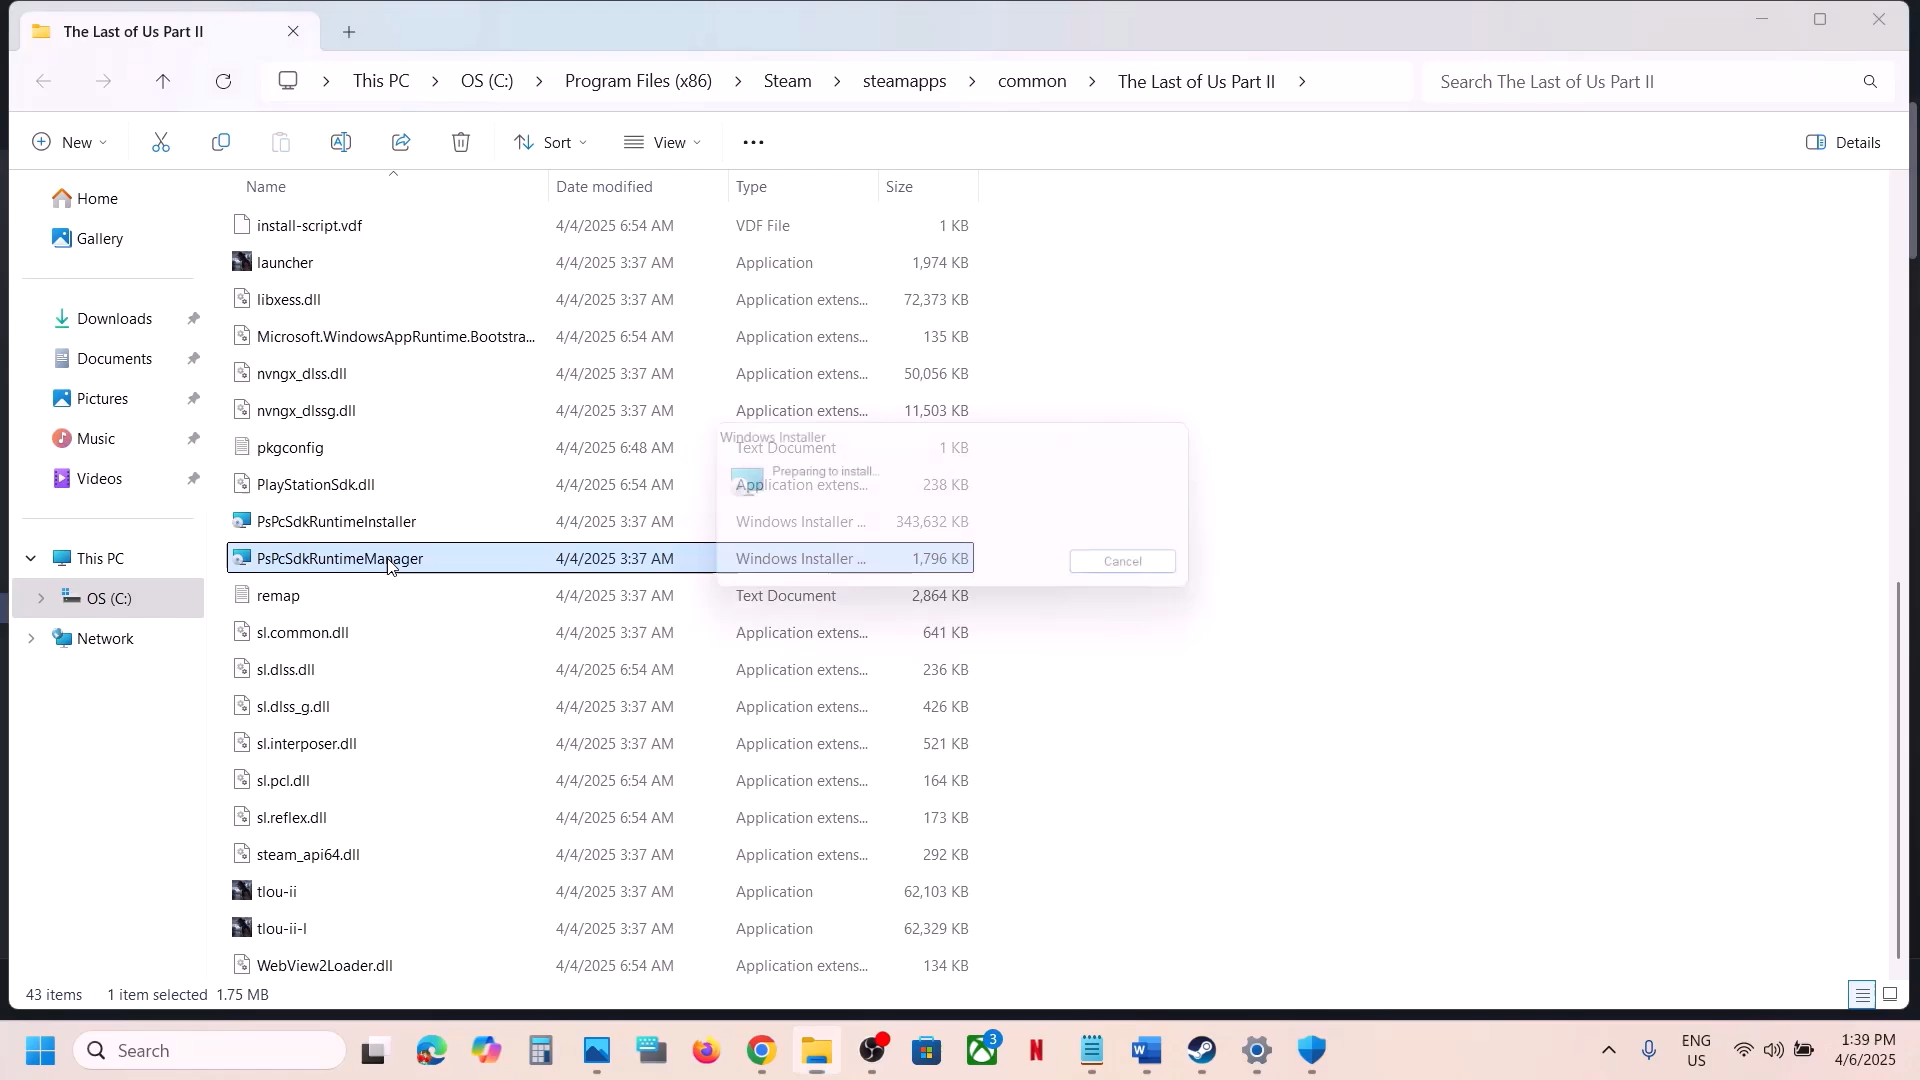 The Last of Us Part II
This PC > OS (C:) > Program Files (x86) > Steam > steamapps > common > The Last of Us Part II >
Search The Last of Us Part II
New
Sort
View
Details
Name Date modified Type Size
Home
Gallery
Downloads
Documents
Pictures
Music
Videos
This PC
OS (C:)
Network
install-script.vdf 4/4/2025 6:54 AM VDF File 1 KB
launcher 4/4/2025 3:37 AM Application 1,974 KB
libxess.dll 4/4/2025 3:37 AM Application extens... 72,373 KB
Microsoft.WindowsAppRuntime.Bootstra... 4/4/2025 6:54 AM Application extens... 135 KB
nvngx_dlss.dll 4/4/2025 3:37 AM Application extens... 50,056 KB
nvngx_dlssg.dll 4/4/2025 3:37 AM Application extens... 11,503 KB
pkgconfig 4/4/2025 6:48 AM Text Document 1 KB
PlayStationSdk.dll 4/4/2025 6:54 AM Application extens... 238 KB
PsPcSdkRuntimeInstaller 4/4/2025 3:37 AM Windows Installer ... 343,632 KB
PsPcSdkRuntimeManager 4/4/2025 3:37 AM Windows Installer ... 1,796 KB
remap 4/4/2025 3:37 AM Text Document 2,864 KB
sl.common.dll 4/4/2025 3:37 AM Application extens... 641 KB
sl.dlss.dll 4/4/2025 6:54 AM Application extens... 236 KB
sl.dlss_g.dll 4/4/2025 3:37 AM Application extens... 426 KB
sl.interposer.dll 4/4/2025 3:37 AM Application extens... 521 KB
sl.pcl.dll 4/4/2025 6:54 AM Application extens... 164 KB
sl.reflex.dll 4/4/2025 6:54 AM Application extens... 173 KB
steam_api64.dll 4/4/2025 3:37 AM Application extens... 292 KB
tlou-ii 4/4/2025 3:37 AM Application 62,103 KB
tlou-ii-l 4/4/2025 3:37 AM Application 62,329 KB
WebView2Loader.dll 4/4/2025 6:54 AM Application extens... 134 KB
Windows Installer
Preparing to install...
Cancel
43 items 1 item selected 1.75 MB
Search
3
N
ENG
US
1:39 PM
4/6/2025